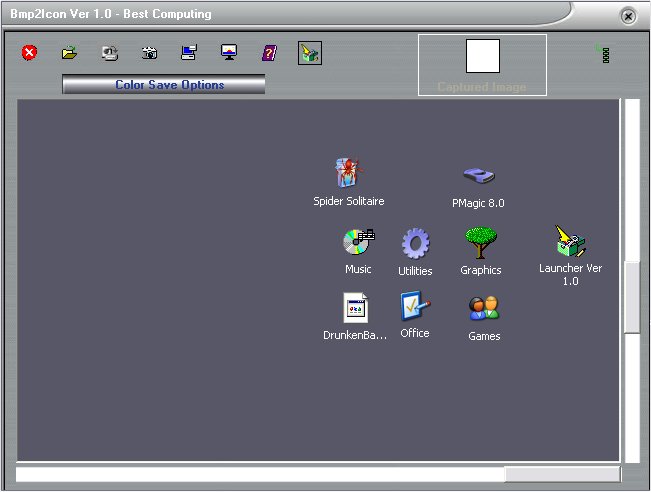 Bmp2Icon Ver 1.0 - Best Computing
Color Save Options
Captured Image
Spider Solitaire
PMagic 8.0
Music
Utilities
Graphics
Launcher Ver
1.0
DrunkenBa...
Office
Games